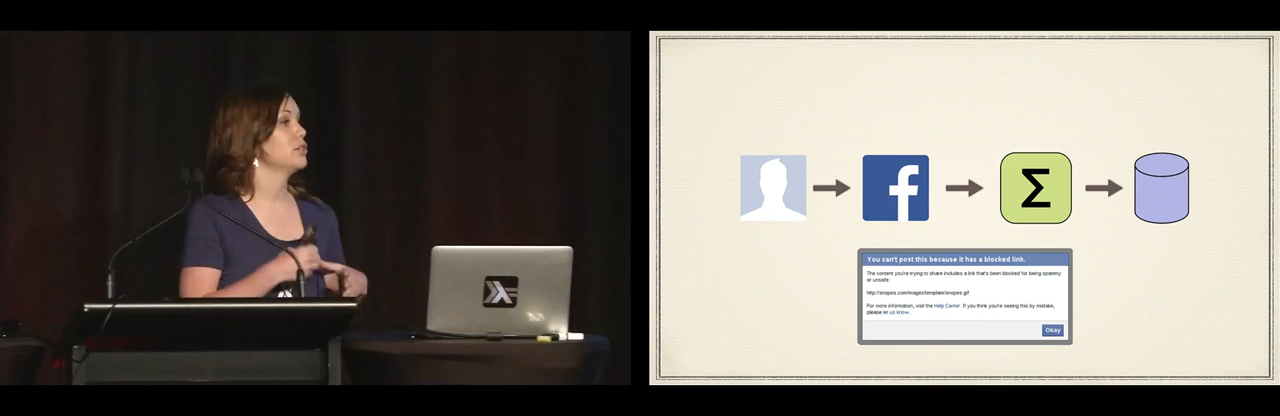 f
Σ
You can't post this because it has a blocked link.
The content you're trying to share includes a link that's been blocked for being spammy
or unsafe:
http://snopes.com/images/template/snopes.gif
For more information, visit the Help Center. If you think you're seeing this by mistake,
please let us know.
Okay